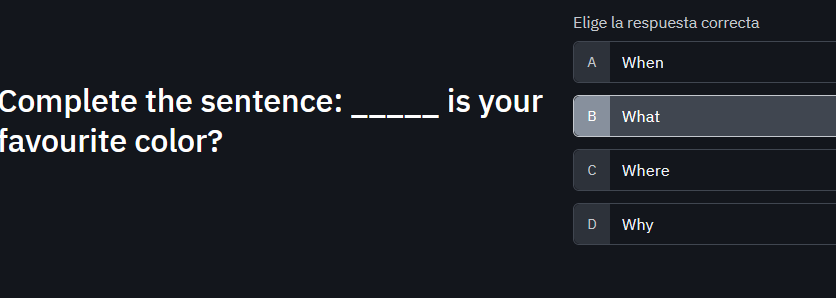 Complete the sentence: _____ is your
favourite color?
Elige la respuesta correcta
A When
B What
C Where
D Why